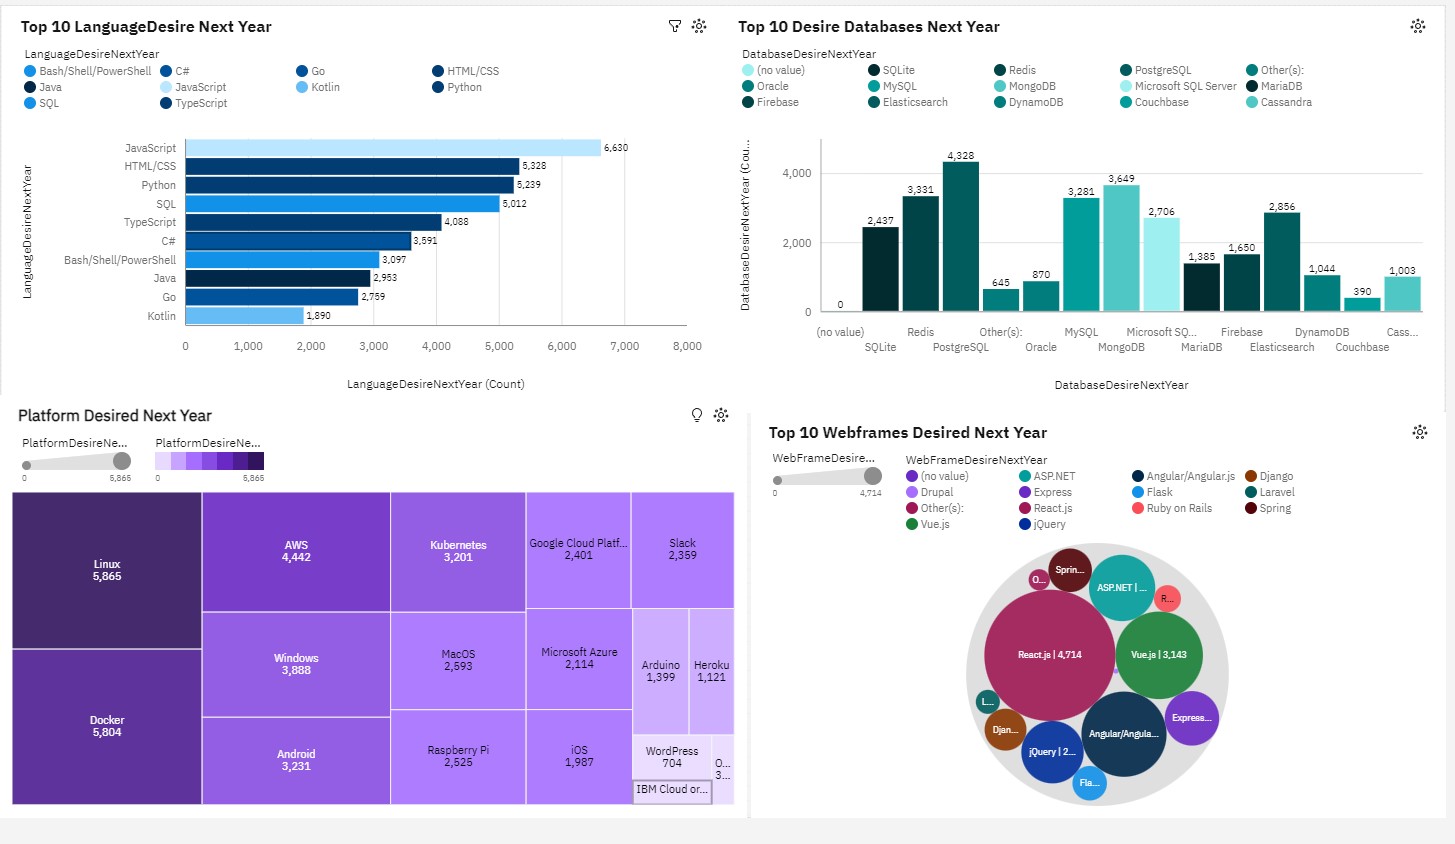 Top 10 LanguageDesire Next Year
LanguageDesireNextYear
Bash/Shell/PowerShell C# Go HTML/CSS
Java JavaScript Kotlin Python
SQL TypeScript
LanguageDesireNextYear
JavaScript 6,630
HTML/CSS 5,328
Python 5,239
SQL 5,012
TypeScript 4,088
C# 3,591
Bash/Shell/PowerShell 3,097
Java 2,953
Go 2,759
Kotlin 1,890
0 1,000 2,000 3,000 4,000 5,000 6,000 7,000 8,000
LanguageDesireNextYear (Count)
Top 10 Desire Databases Next Year
DatabaseDesireNextYear
(no value) SQLite Redis PostgreSQL Other(s):
Oracle MySQL MongoDB Microsoft SQL Server MariaDB
Firebase Elasticsearch DynamoDB Couchbase Cassandra
DatabaseDesireNextYear (Cou...
4,000
2,000
0
0 2,437 3,331 4,328 645 870 3,281 3,649 2,706 1,385 1,650 2,856 1,044 390 1,003
(no value) Redis Other(s): MySQL Microsoft SQ... Firebase DynamoDB Cass...
SQLite PostgreSQL Oracle MongoDB MariaDB Elasticsearch Couchbase
DatabaseDesireNextYear
Platform Desired Next Year
PlatformDesireNe... PlatformDesireNe...
0 5,865 0 5,865
Linux
5,865
Docker
5,804
AWS
4,442
Windows
3,888
Android
3,231
Kubernetes
3,201
MacOS
2,593
Raspberry Pi
2,525
Google Cloud Platf...
2,401
Slack
2,359
Microsoft Azure
2,114
iOS
1,987
Arduino
1,399
Heroku
1,121
WordPress
704
O...
3...
IBM Cloud or...
Top 10 Webframes Desired Next Year
WebFrameDesire...
0 4,714
WebFrameDesireNextYear
(no value) ASP.NET Angular/Angular.js Django
Drupal Express Flask Laravel
Other(s): React.js Ruby on Rails Spring
Vue.js jQuery
O...
Sprin...
ASP.NET | ...
R...
React.js | 4,714
Vue.js | 3,143
L...
Djan...
jQuery | 2...
Angular/Angula...
Express...
Fla...